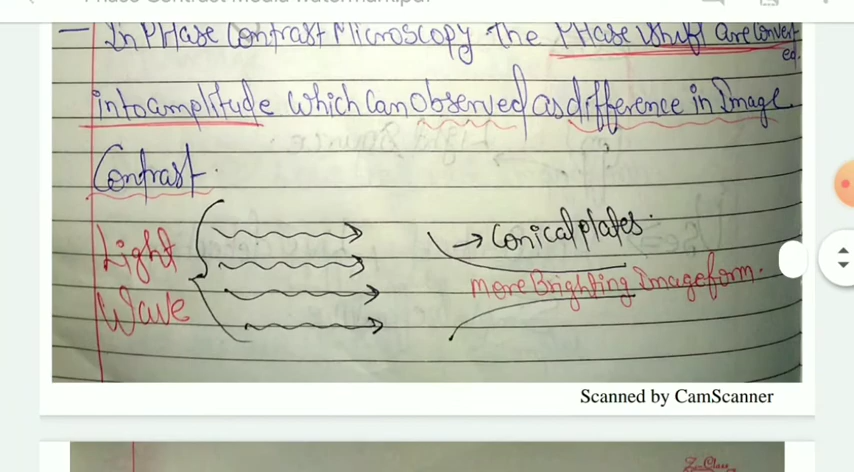 — In Phase Contrast Microscopy the Phase Shift are Converted.
into amplitude which Can Observed as difference in Image
Contrast.
Light
Wave
→ Conical plates.
More Brighting Image form.
Scanned by CamScanner